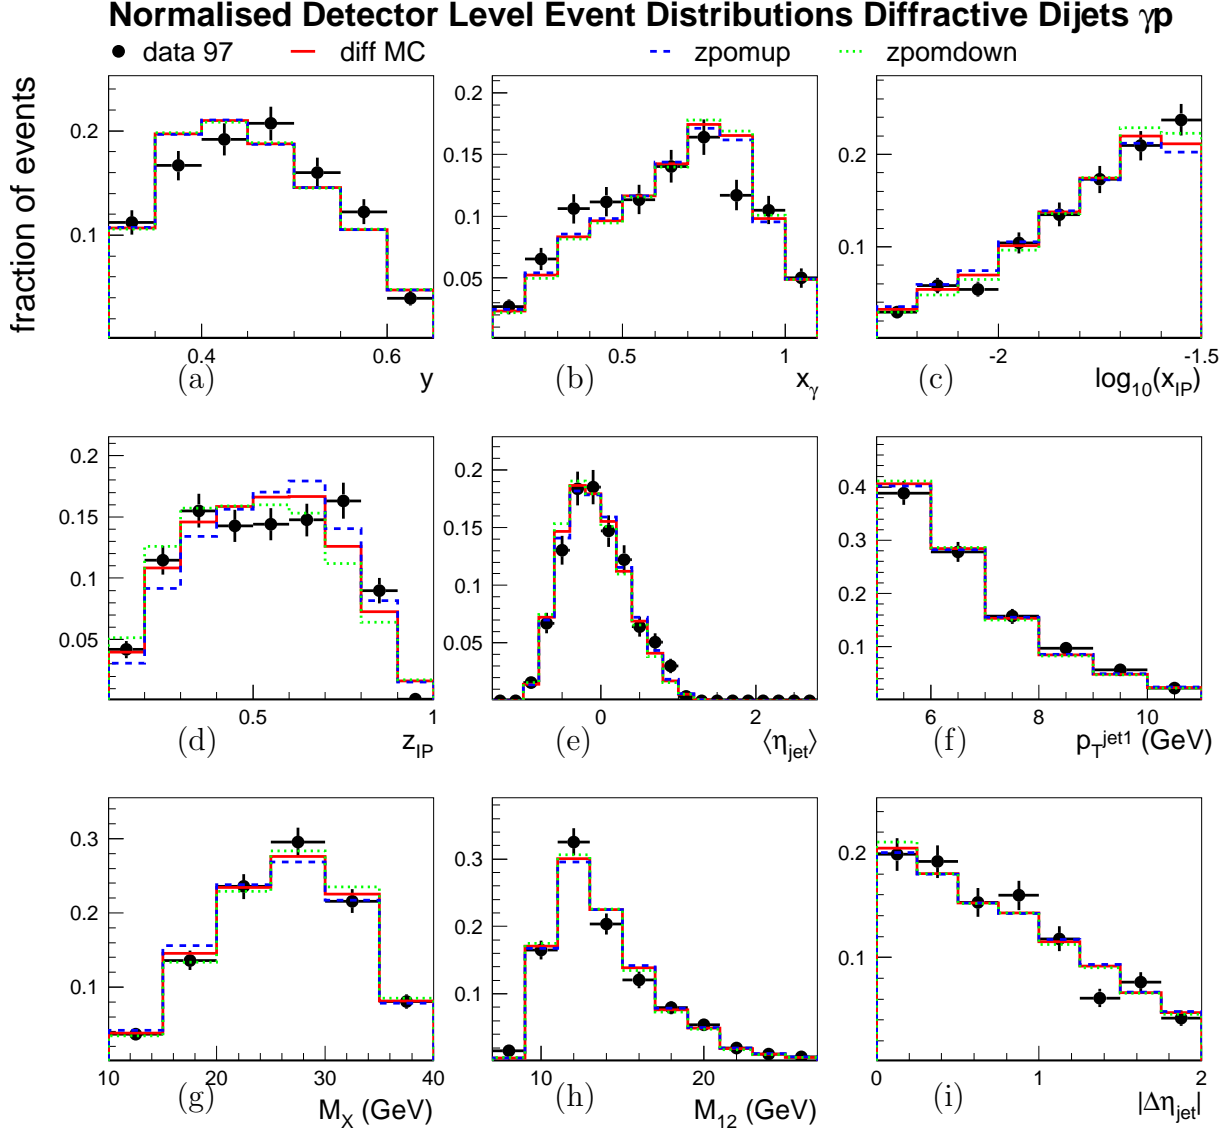 Normalised Detector Level Event Distributions Diffractive Dijets γp
data 97 diff MC zpomup zpomdown
fraction of events
0.2 0.1
0.4 0.6
(a) y
0.2 0.15 0.1 0.05
0.5 1
(b) xγ
0.2 0.1
-2 -1.5
(c) log10(xIP)
0.2 0.15 0.1 0.05
0.5 1
(d) zIP
0.2 0.15 0.1 0.05
0 2
(e) ⟨ηjet⟩
0.4 0.3 0.2 0.1
6 8 10
(f) pTjet1 (GeV)
0.3 0.2 0.1
10 20 30 40
(g) MX (GeV)
0.3 0.2 0.1
10 20
(h) M12 (GeV)
0.2 0.1
0 1 2
(i) |Δηjet|